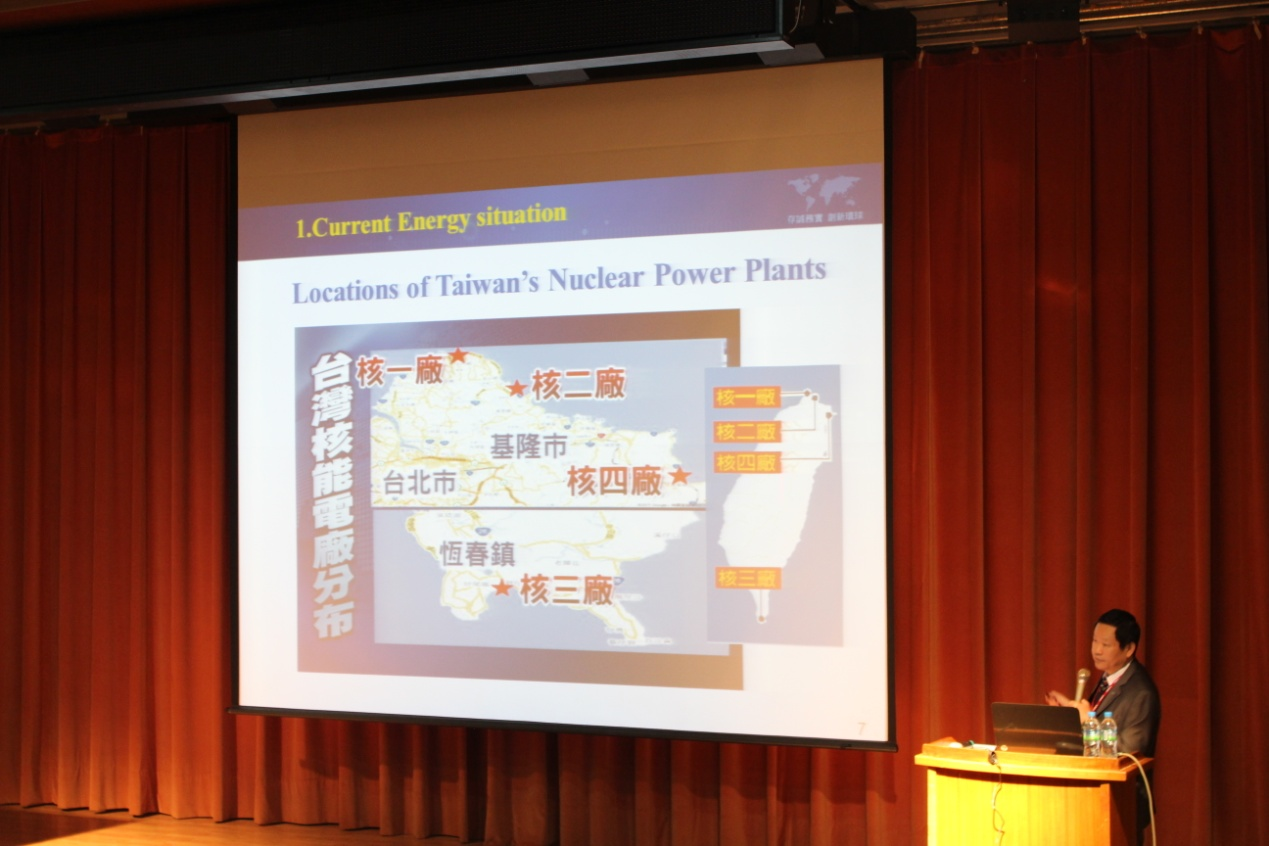 1.Current Energy situation
Locations of Taiwan's Nuclear Power Plants
台灣核能電廠分布
核一廠
核二廠
基隆市
台北市
核四廠
恆春鎮
核三廠
核一廠
核二廠
核四廠
核三廠
7